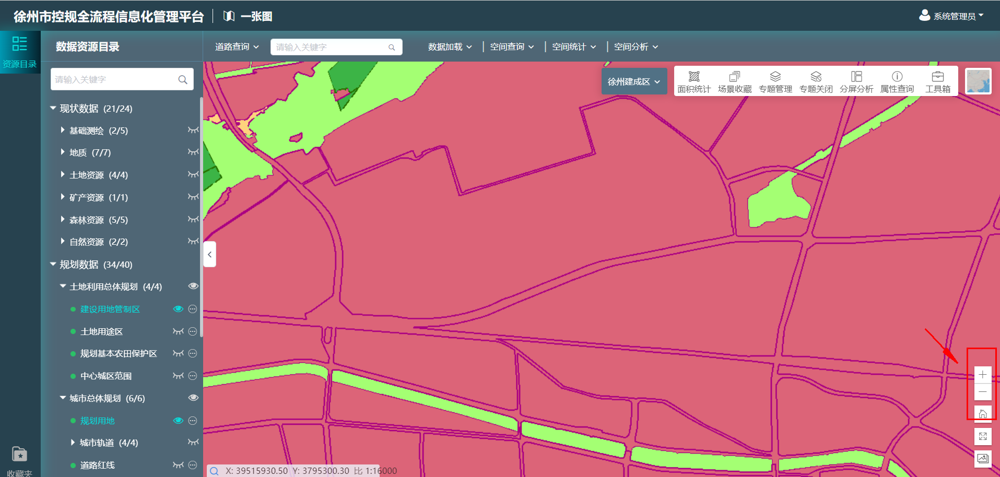 徐州市控规全流程信息化管理平台
一张图
系统管理员
资源目录
数据资源目录
道路查询
请输入关键字
数据加载
空间查询
空间统计
空间分析
请输入关键字
徐州建成区
面积统计
场景收藏
专题管理
专题关闭
分屏分析
属性查询
工具箱
现状数据 (21/24)
基础测绘 (2/5)
地质 (7/7)
土地资源 (4/4)
矿产资源 (1/1)
森林资源 (5/5)
自然资源 (2/2)
规划数据 (34/40)
土地利用总体规划 (4/4)
建设用地管制区
土地用途区
规划基本农田保护区
中心城区范围
城市总体规划 (6/6)
规划用地
城市轨道 (4/4)
道路红线
收藏夹
X: 39515930.50 Y: 3795300.30 比 1:16000